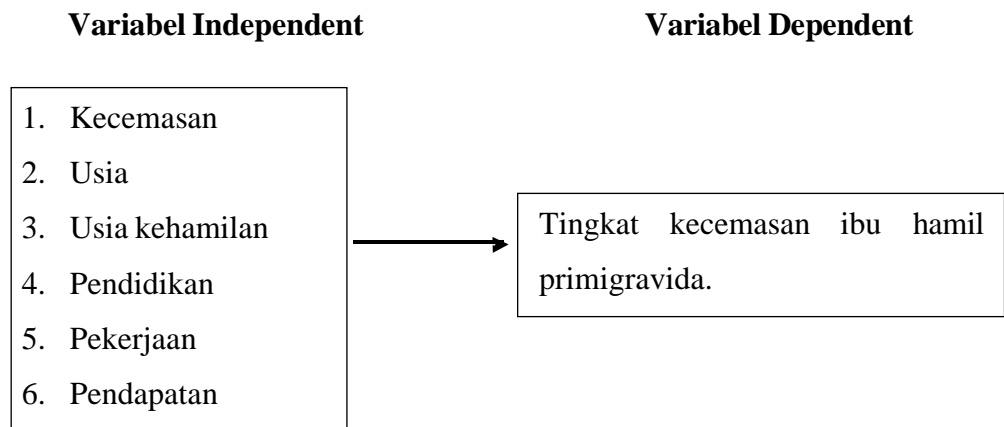 Variabel Independent
Variabel Dependent
1. Kecemasan
2. Usia
3. Usia kehamilan
4. Pendidikan
5. Pekerjaan
6. Pendapatan
Tingkat kecemasan ibu hamil
primigravida.